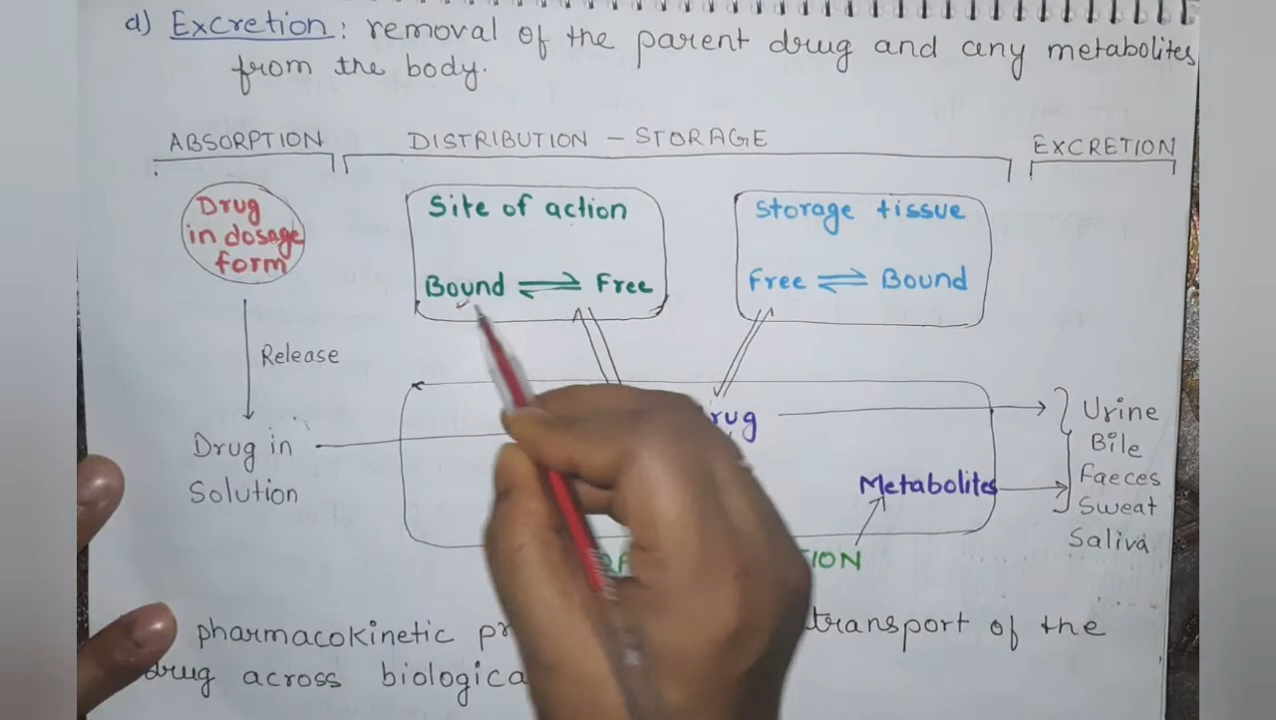 d) Excretion : removal of the parent drug and any metabolites
from the body.
ABSORPTION DISTRIBUTION - STORAGE EXCRETION
Drug
in dosage
form
Site of action
Bound ⇌ Free
Storage tissue
Free ⇌ Bound
Release
Drug in
Solution
Metabolites
Urine
Bile
Faeces
Sweat
Saliva
pharmacokinetic transport of the
drug across